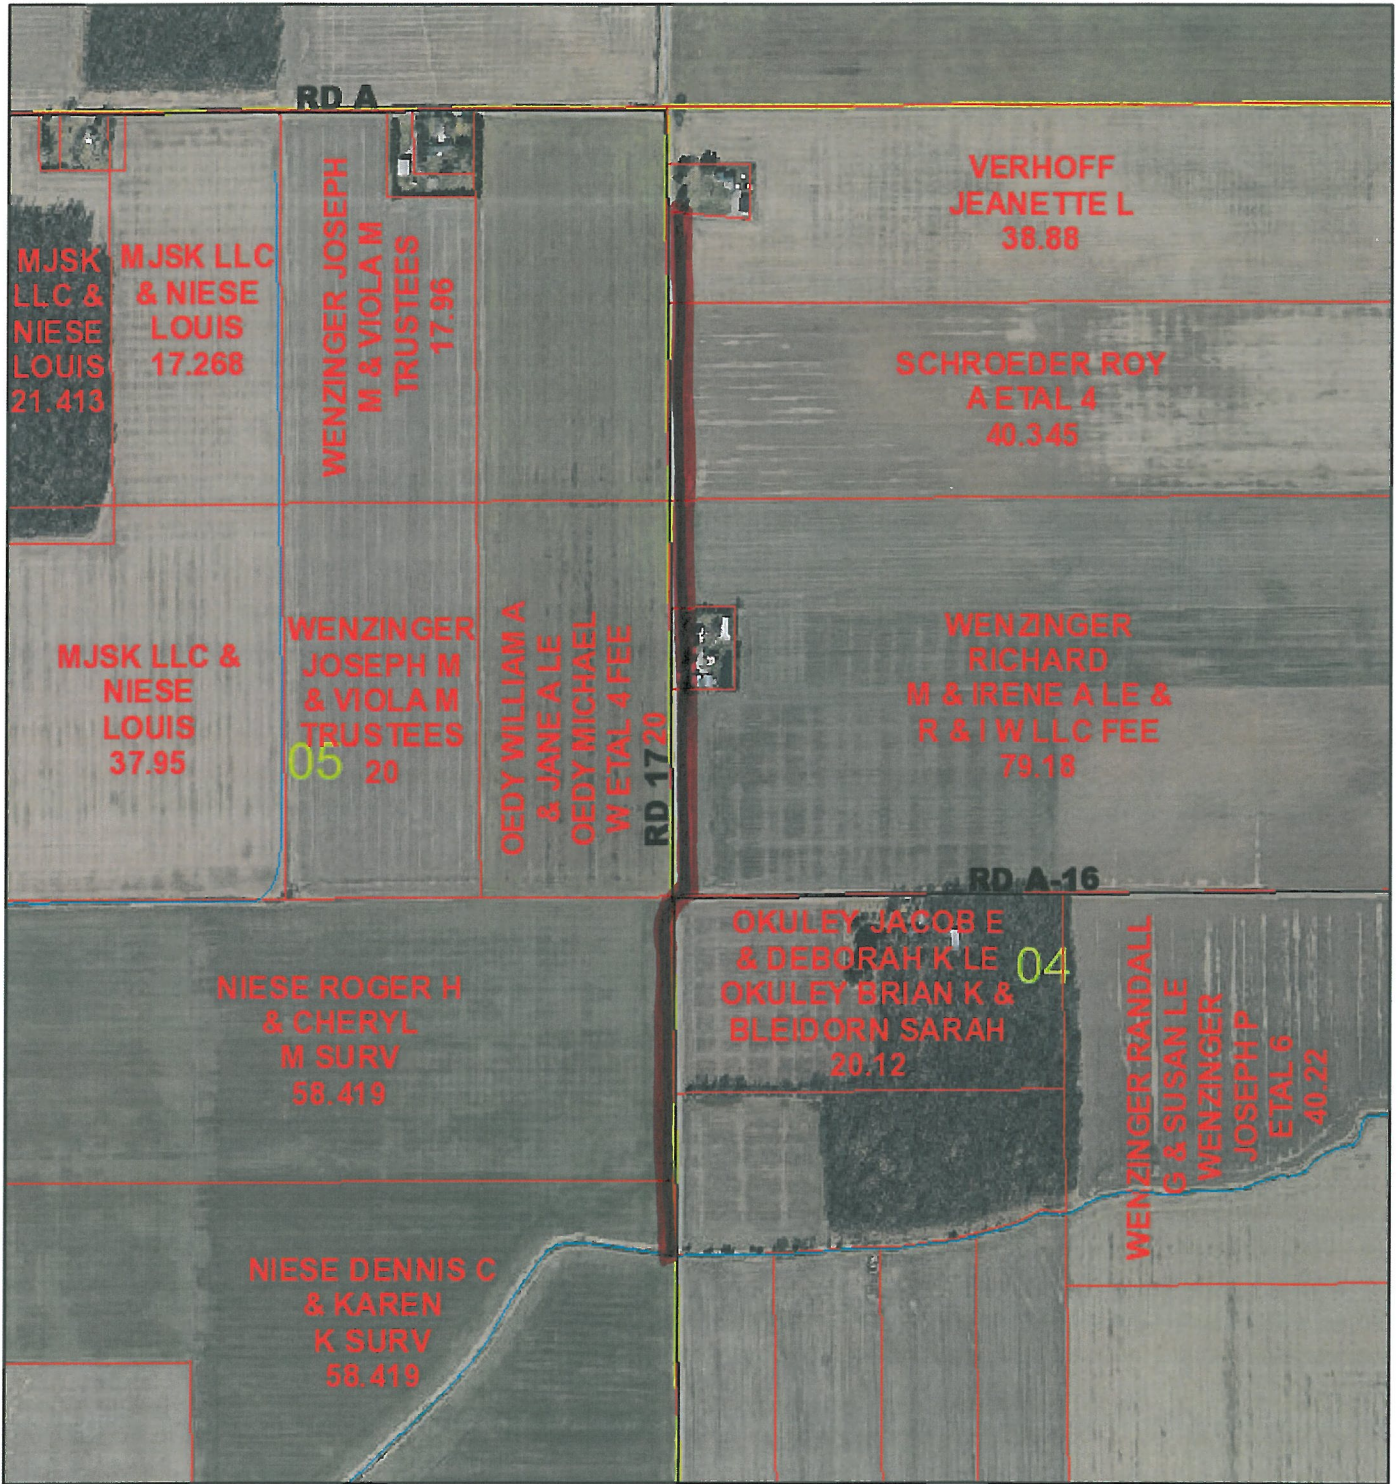 RD A
VERHOFF
JEANETTE L
38.88
MJSK
LLC &
NIESE
LOUIS
21.413
MJSK LLC
& NIESE
LOUIS
17.268
WENZINGER JOSEPH
M & VIOLA M
TRUSTEES
17.96
SCHROEDER ROY
A ETAL 4
40.345
MJSK LLC &
NIESE
LOUIS
37.95
WENZINGER
JOSEPH M
& VIOLA M
TRUSTEES
20
05
OEDY WILLIAM A
& JANE A LE
OEDY MICHAEL
W ETAL 4 FEE
20
RD 17
WENZINGER
RICHARD
M & IRENE A LE &
R & I W LLC FEE
79.18
RD A-16
NIESE ROGER H
& CHERYL
M SURV
58.419
OKULEY JACOB E
& DEBORAH K LE
OKULEY BRIAN K &
BLEIDORN SARAH
20.12
04
WENZINGER RANDALL
G & SUSAN LE
WENZINGER
JOSEPH P
ETAL 6
40.22
NIESE DENNIS C
& KAREN
K SURV
58.419